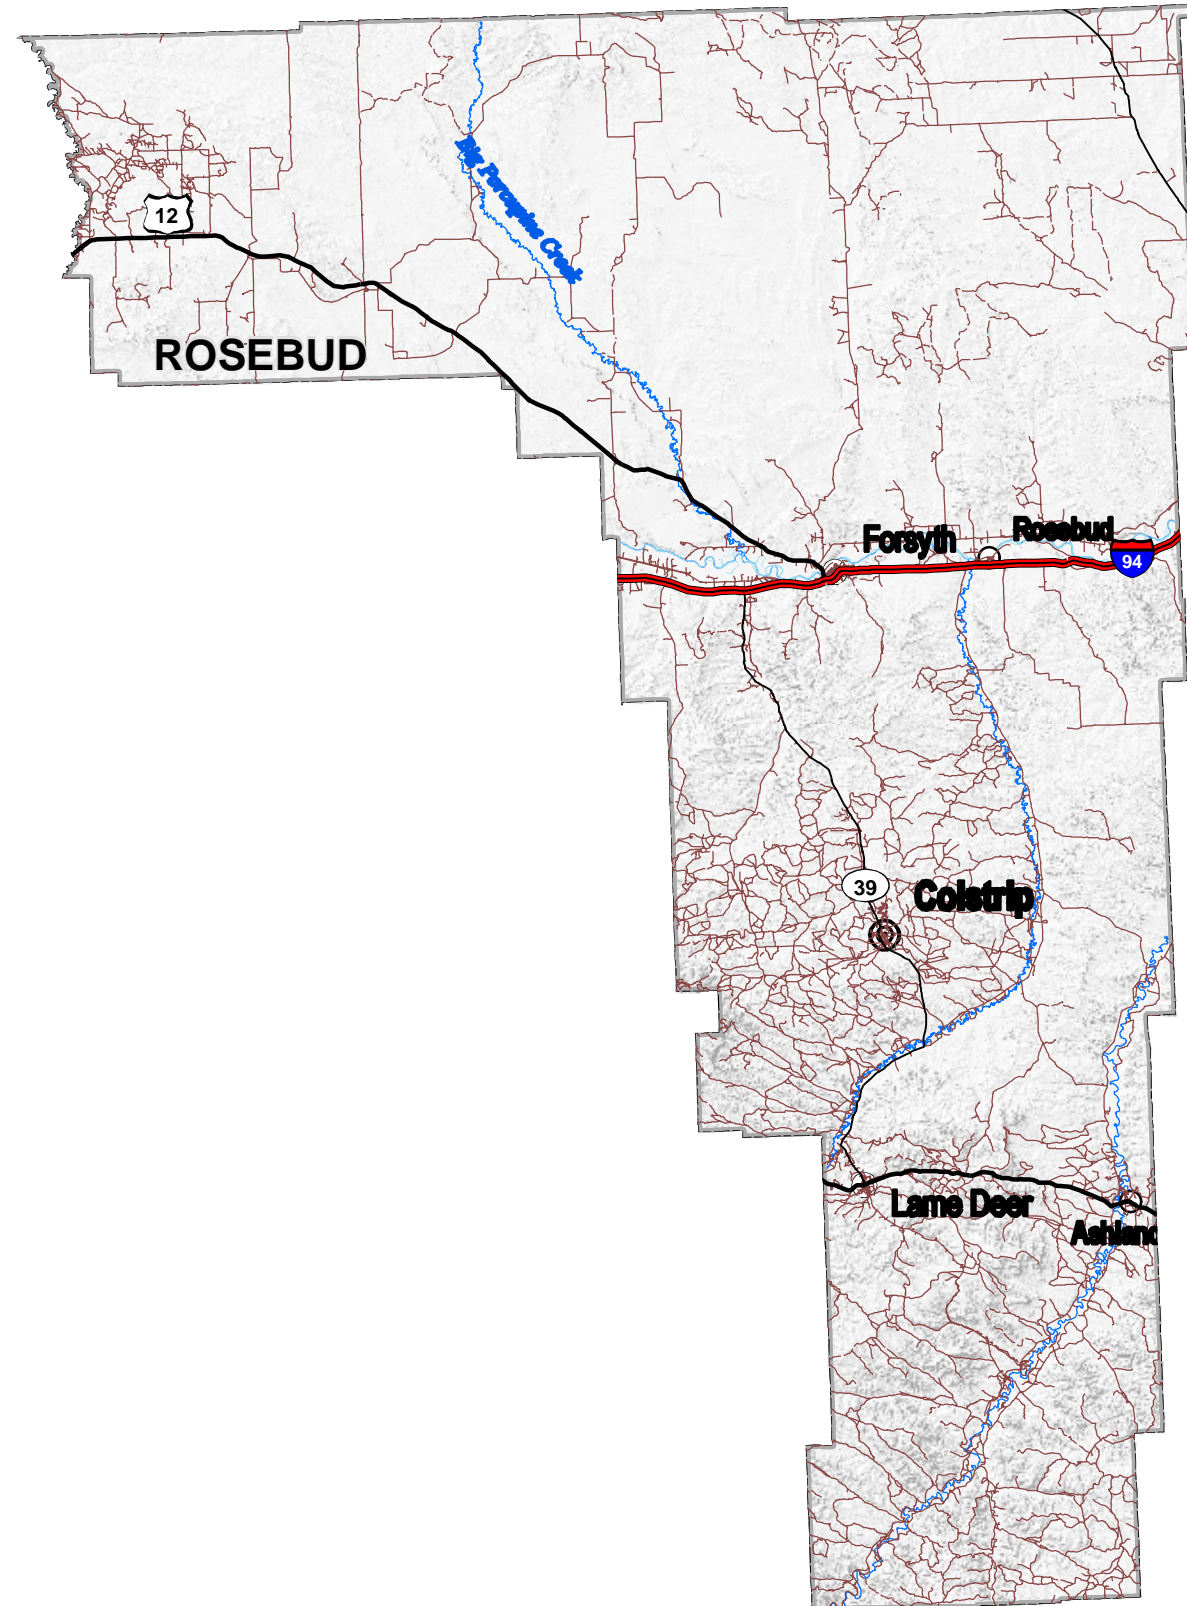 Big Porcupine Creek
12
ROSEBUD
Forsyth
Rosebud
94
39
Colstrip
Lame Deer
Ashland